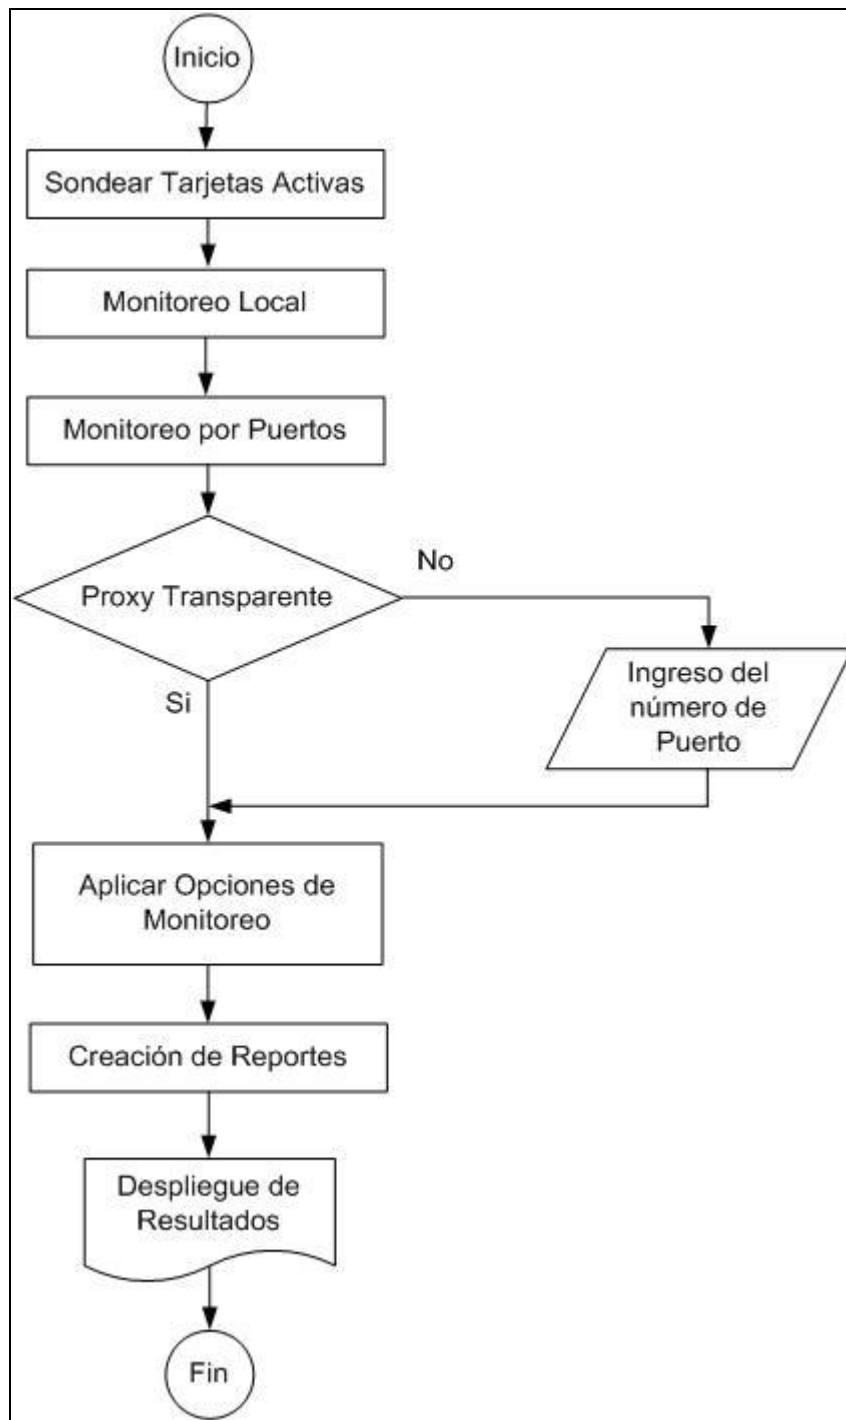 Inicio
Sondear Tarjetas Activas
Monitoreo Local
Monitoreo por Puertos
Proxy Transparente
No
Si
Ingreso del
número de
Puerto
Aplicar Opciones de
Monitoreo
Creación de Reportes
Despliegue de
Resultados
Fin